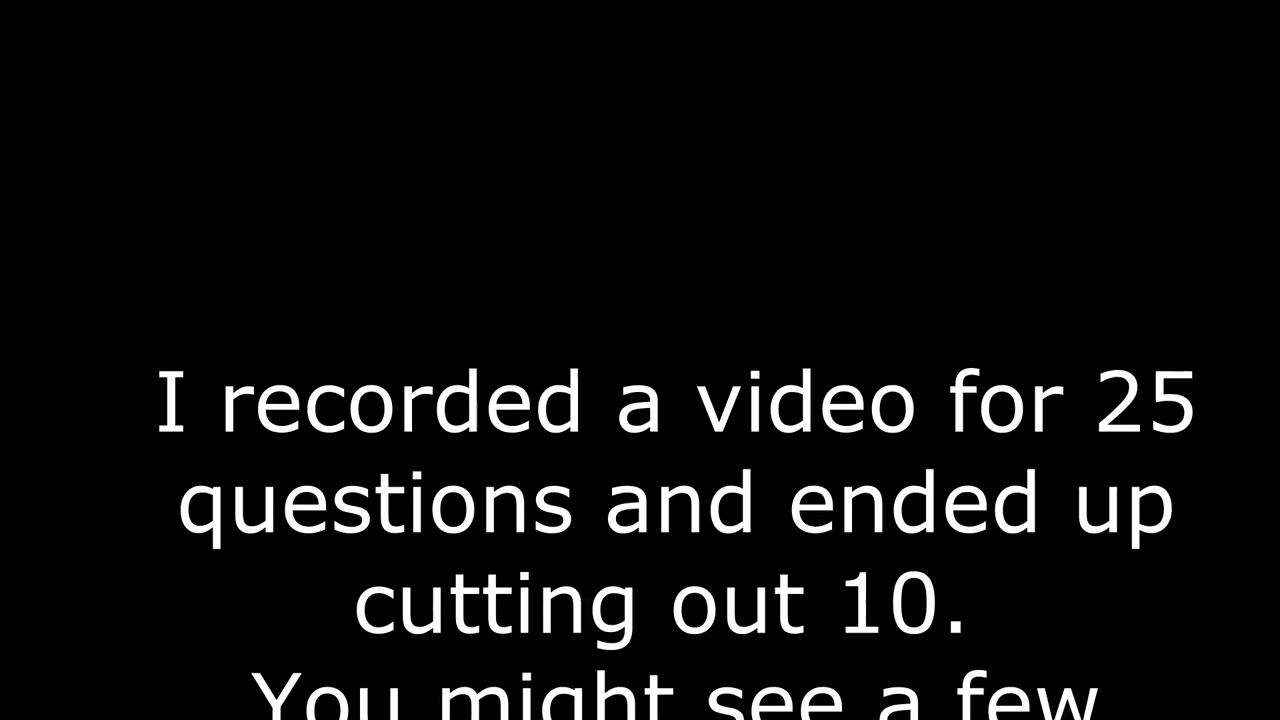 I recorded a video for 25
questions and ended up
cutting out 10.
You might see a few